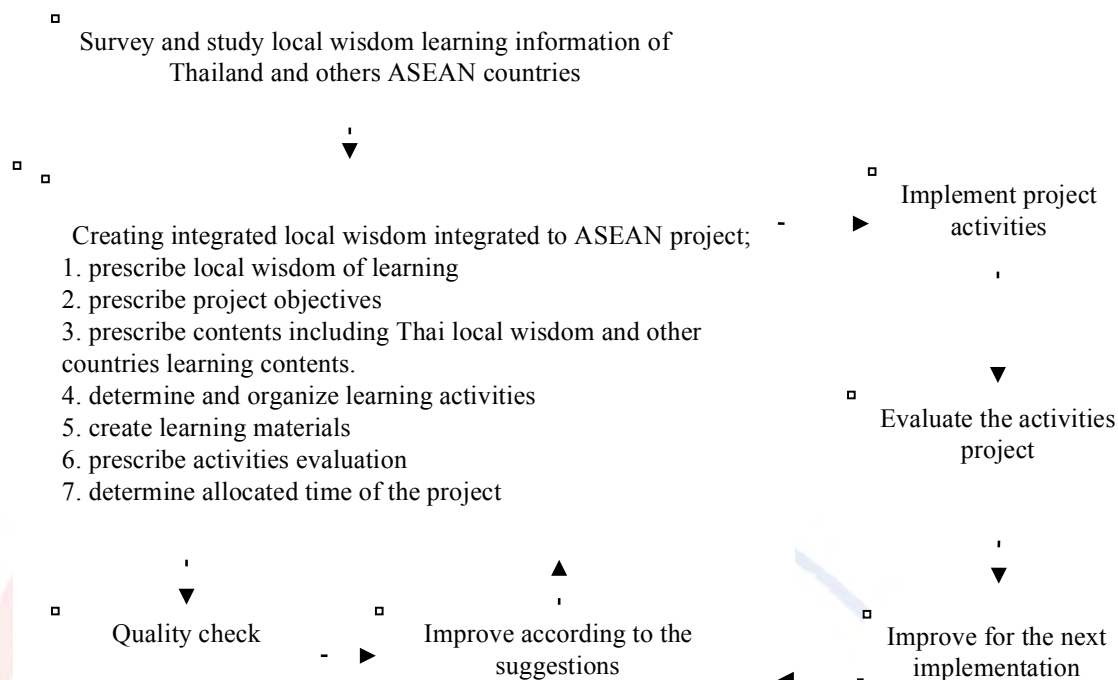 Survey and study local wisdom learning information of
Thailand and others ASEAN countries
Creating integrated local wisdom integrated to ASEAN project;
1. prescribe local wisdom of learning
2. prescribe project objectives
3. prescribe contents including Thai local wisdom and other
countries learning contents.
4. determine and organize learning activities
5. create learning materials
6. prescribe activities evaluation
7. determine allocated time of the project
Implement project
activities
Evaluate the activities
project
Quality check
Improve according to the
suggestions
Improve for the next
implementation